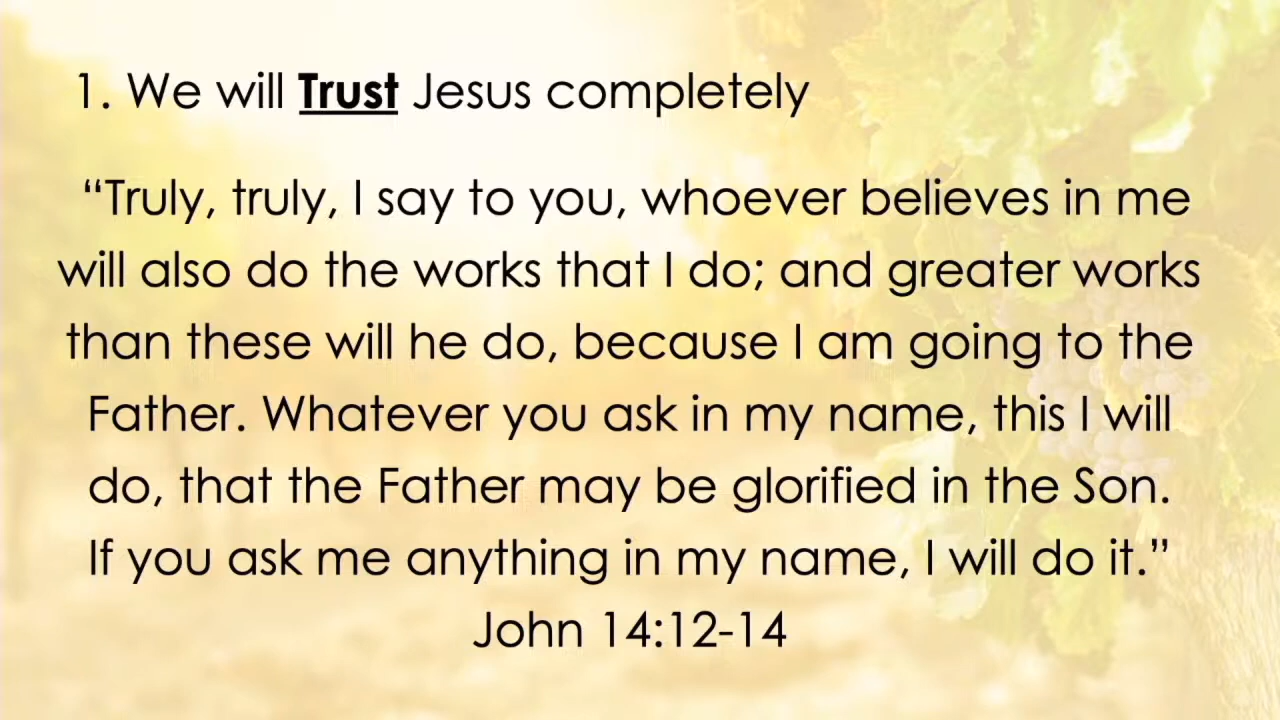 1. We will Trust Jesus completely
“Truly, truly, I say to you, whoever believes in me
will also do the works that I do; and greater works
than these will he do, because I am going to the
Father. Whatever you ask in my name, this I will
do, that the Father may be glorified in the Son.
If you ask me anything in my name, I will do it.”
John 14:12-14